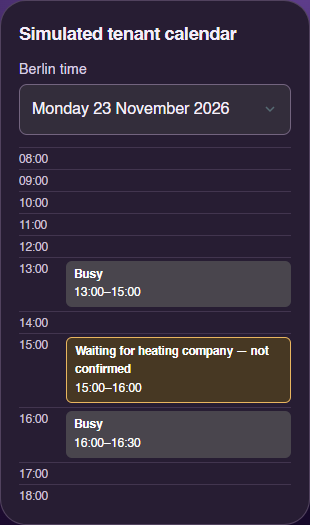 Simulated tenant calendar
Berlin time
Monday 23 November 2026
08:00
09:00
10:00
11:00
12:00
13:00
Busy
13:00–15:00
14:00
15:00
Waiting for heating company — not
confirmed
15:00–16:00
16:00
Busy
16:00–16:30
17:00
18:00